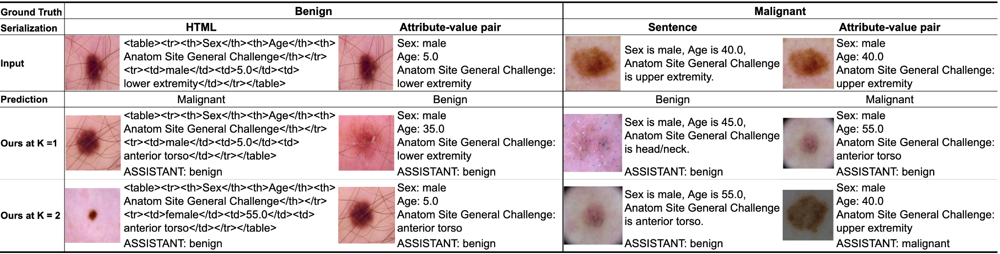 Ground Truth Benign Malignant
Serialization HTML Attribute-value pair Sentence Attribute-value pair
Input
<table><tr><th>Sex</th><th>Age</th><th>
Anatom Site General Challenge</th></tr>
<tr><td>male</td><td>5.0</td><td>
lower extremity</td></tr></table>
Sex: male
Age: 5.0
Anatom Site General Challenge:
lower extremity
Sex is male, Age is 40.0,
Anatom Site General Challenge
is upper extremity.
Sex: male
Age: 40.0
Anatom Site General Challenge:
upper extremity
Prediction Malignant Benign Benign Malignant
Ours at K =1
<table><tr><th>Sex</th><th>Age</th><th>
Anatom Site General Challenge</th></tr>
<tr><td>male</td><td>5.0</td><td>
anterior torso</td></tr></table>
ASSISTANT: benign
Sex: male
Age: 35.0
Anatom Site General Challenge:
lower extremity
ASSISTANT: benign
Sex is male, Age is 45.0,
Anatom Site General Challenge
is head/neck.
ASSISTANT: benign
Sex: male
Age: 55.0
Anatom Site General Challenge:
anterior torso
ASSISTANT: benign
Ours at K = 2
<table><tr><th>Sex</th><th>Age</th><th>
Anatom Site General Challenge</th></tr>
<tr><td>female</td><td>55.0</td><td>
anterior torso</td></tr></table>
ASSISTANT: benign
Sex: male
Age: 5.0
Anatom Site General Challenge:
anterior torso
ASSISTANT: benign
Sex is male, Age is 55.0,
Anatom Site General Challenge
is anterior torso.
ASSISTANT: benign
Sex: male
Age: 40.0
Anatom Site General Challenge:
upper extremity
ASSISTANT: malignant